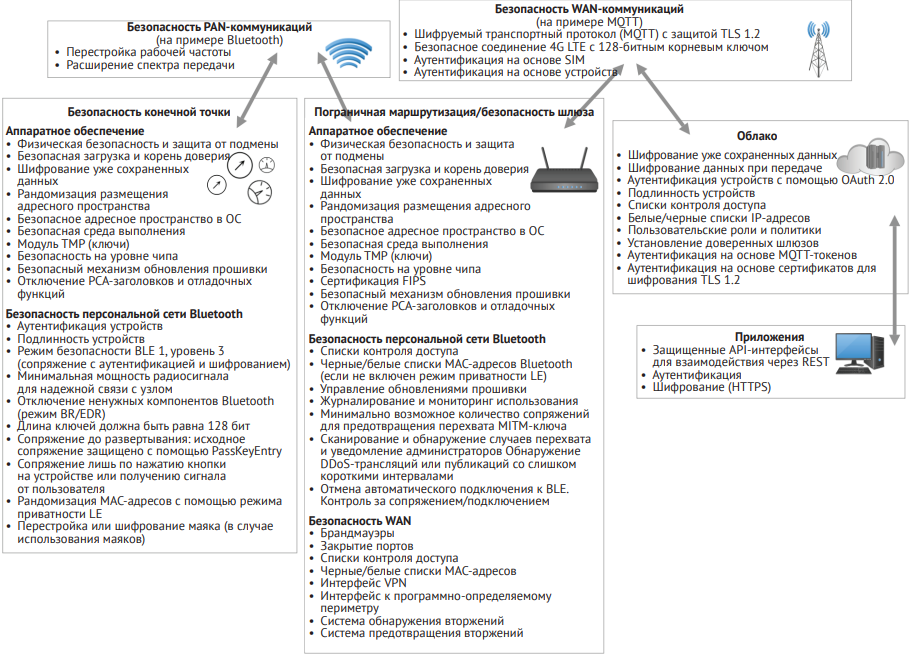 Безопасность PAN-коммуникаций
(на примере Bluetooth)
• Перестройка рабочей частоты
• Расширение спектра передачи
Безопасность WAN-коммуникаций
(на примере MQTT)
• Шифруемый транспортный протокол (MQTT) с защитой TLS 1.2
• Безопасное соединение 4G LTE с 128-битным корневым ключом
• Аутентификация на основе SIM
• Аутентификация на основе устройств
Безопасность конечной точки
Аппаратное обеспечение
• Физическая безопасность и защита от подмены
• Безопасная загрузка и корень доверия
• Шифрование уже сохраненных
данных
• Рандомизация размещения
адресного пространства
• Безопасное адресное пространство в ОС
• Безопасная среда выполнения
• Модуль TMP (ключи)
• Безопасность на уровне чипа
• Безопасный механизм обновления прошивки
• Отключение PCA-заголовков и отладочных
функций
Безопасность персональной сети Bluetooth
• Аутентификация устройств
• Подлинность устройств
• Режим безопасности BLE 1, уровень 3
(сопряжение с аутентификацией и шифрованием)
• Минимальная мощность радиосигнала
для надежной связи с узлом
• Отключение ненужных компонентов Bluetooth
(режим BR/EDR)
• Длина ключей должна быть равна 128 бит
• Сопряжение до развертывания: исходное
сопряжение защищено с помощью PassKeyEntry
• Сопряжение лишь по нажатию кнопки
на устройстве или получению сигнала
от пользователя
• Рандомизация MAC-адресов с помощью режима
приватности LE
• Перестройка или шифрование маяка (в случае
использования маяков)
Пограничная маршрутизация/безопасность шлюза
Аппаратное обеспечение
• Физическая безопасность и защита
от подмены
• Безопасная загрузка и корень доверия
• Шифрование уже сохраненных
данных
• Рандомизация размещения адресного
пространства
• Безопасное адресное пространство в ОС
• Безопасная среда выполнения
• Модуль TMP (ключи)
• Безопасность на уровне чипа
• Сертификация FIPS
• Безопасный механизм обновления прошивки
• Отключение PCA-заголовков и отладочных
функций
Безопасность персональной сети Bluetooth
• Списки контроля доступа
• Черные/белые списки MAC-адресов Bluetooth
(если не включен режим приватности LE)
• Управление обновлениями прошивки
• Журналирование и мониторинг использования
• Минимально возможное количество сопряжений
для предотвращения перехвата MITM-ключа
• Сканирование и обнаружение случаев перехвата
и уведомление администраторов Обнаружение
DDoS-трансляций или публикаций со слишком
короткими интервалами
• Отмена автоматического подключения к BLE.
Контроль за сопряжением/подключением
Безопасность WAN
• Брандмауэры
• Закрытие портов
• Списки контроля доступа
• Черные/белые списки MAC-адресов
• Интерфейс VPN
• Интерфейс к программно-определяемому
периметру
• Система обнаружения вторжений
• Система предотвращения вторжений
Облако
• Шифрование уже сохраненных данных
• Шифрование данных при передаче
• Аутентификация устройств с помощью OAuth 2.0
• Подлинность устройств
• Списки контроля доступа
• Белые/черные списки IP-адресов
• Пользовательские роли и политики
• Установление доверенных шлюзов
• Аутентификация на основе MQTT-токенов
• Аутентификация на основе сертификатов для
шифрования TLS 1.2
Приложения
• Защищенные API-интерфейсы
для взаимодействия через REST
• Аутентификация
• Шифрование (HTTPS)